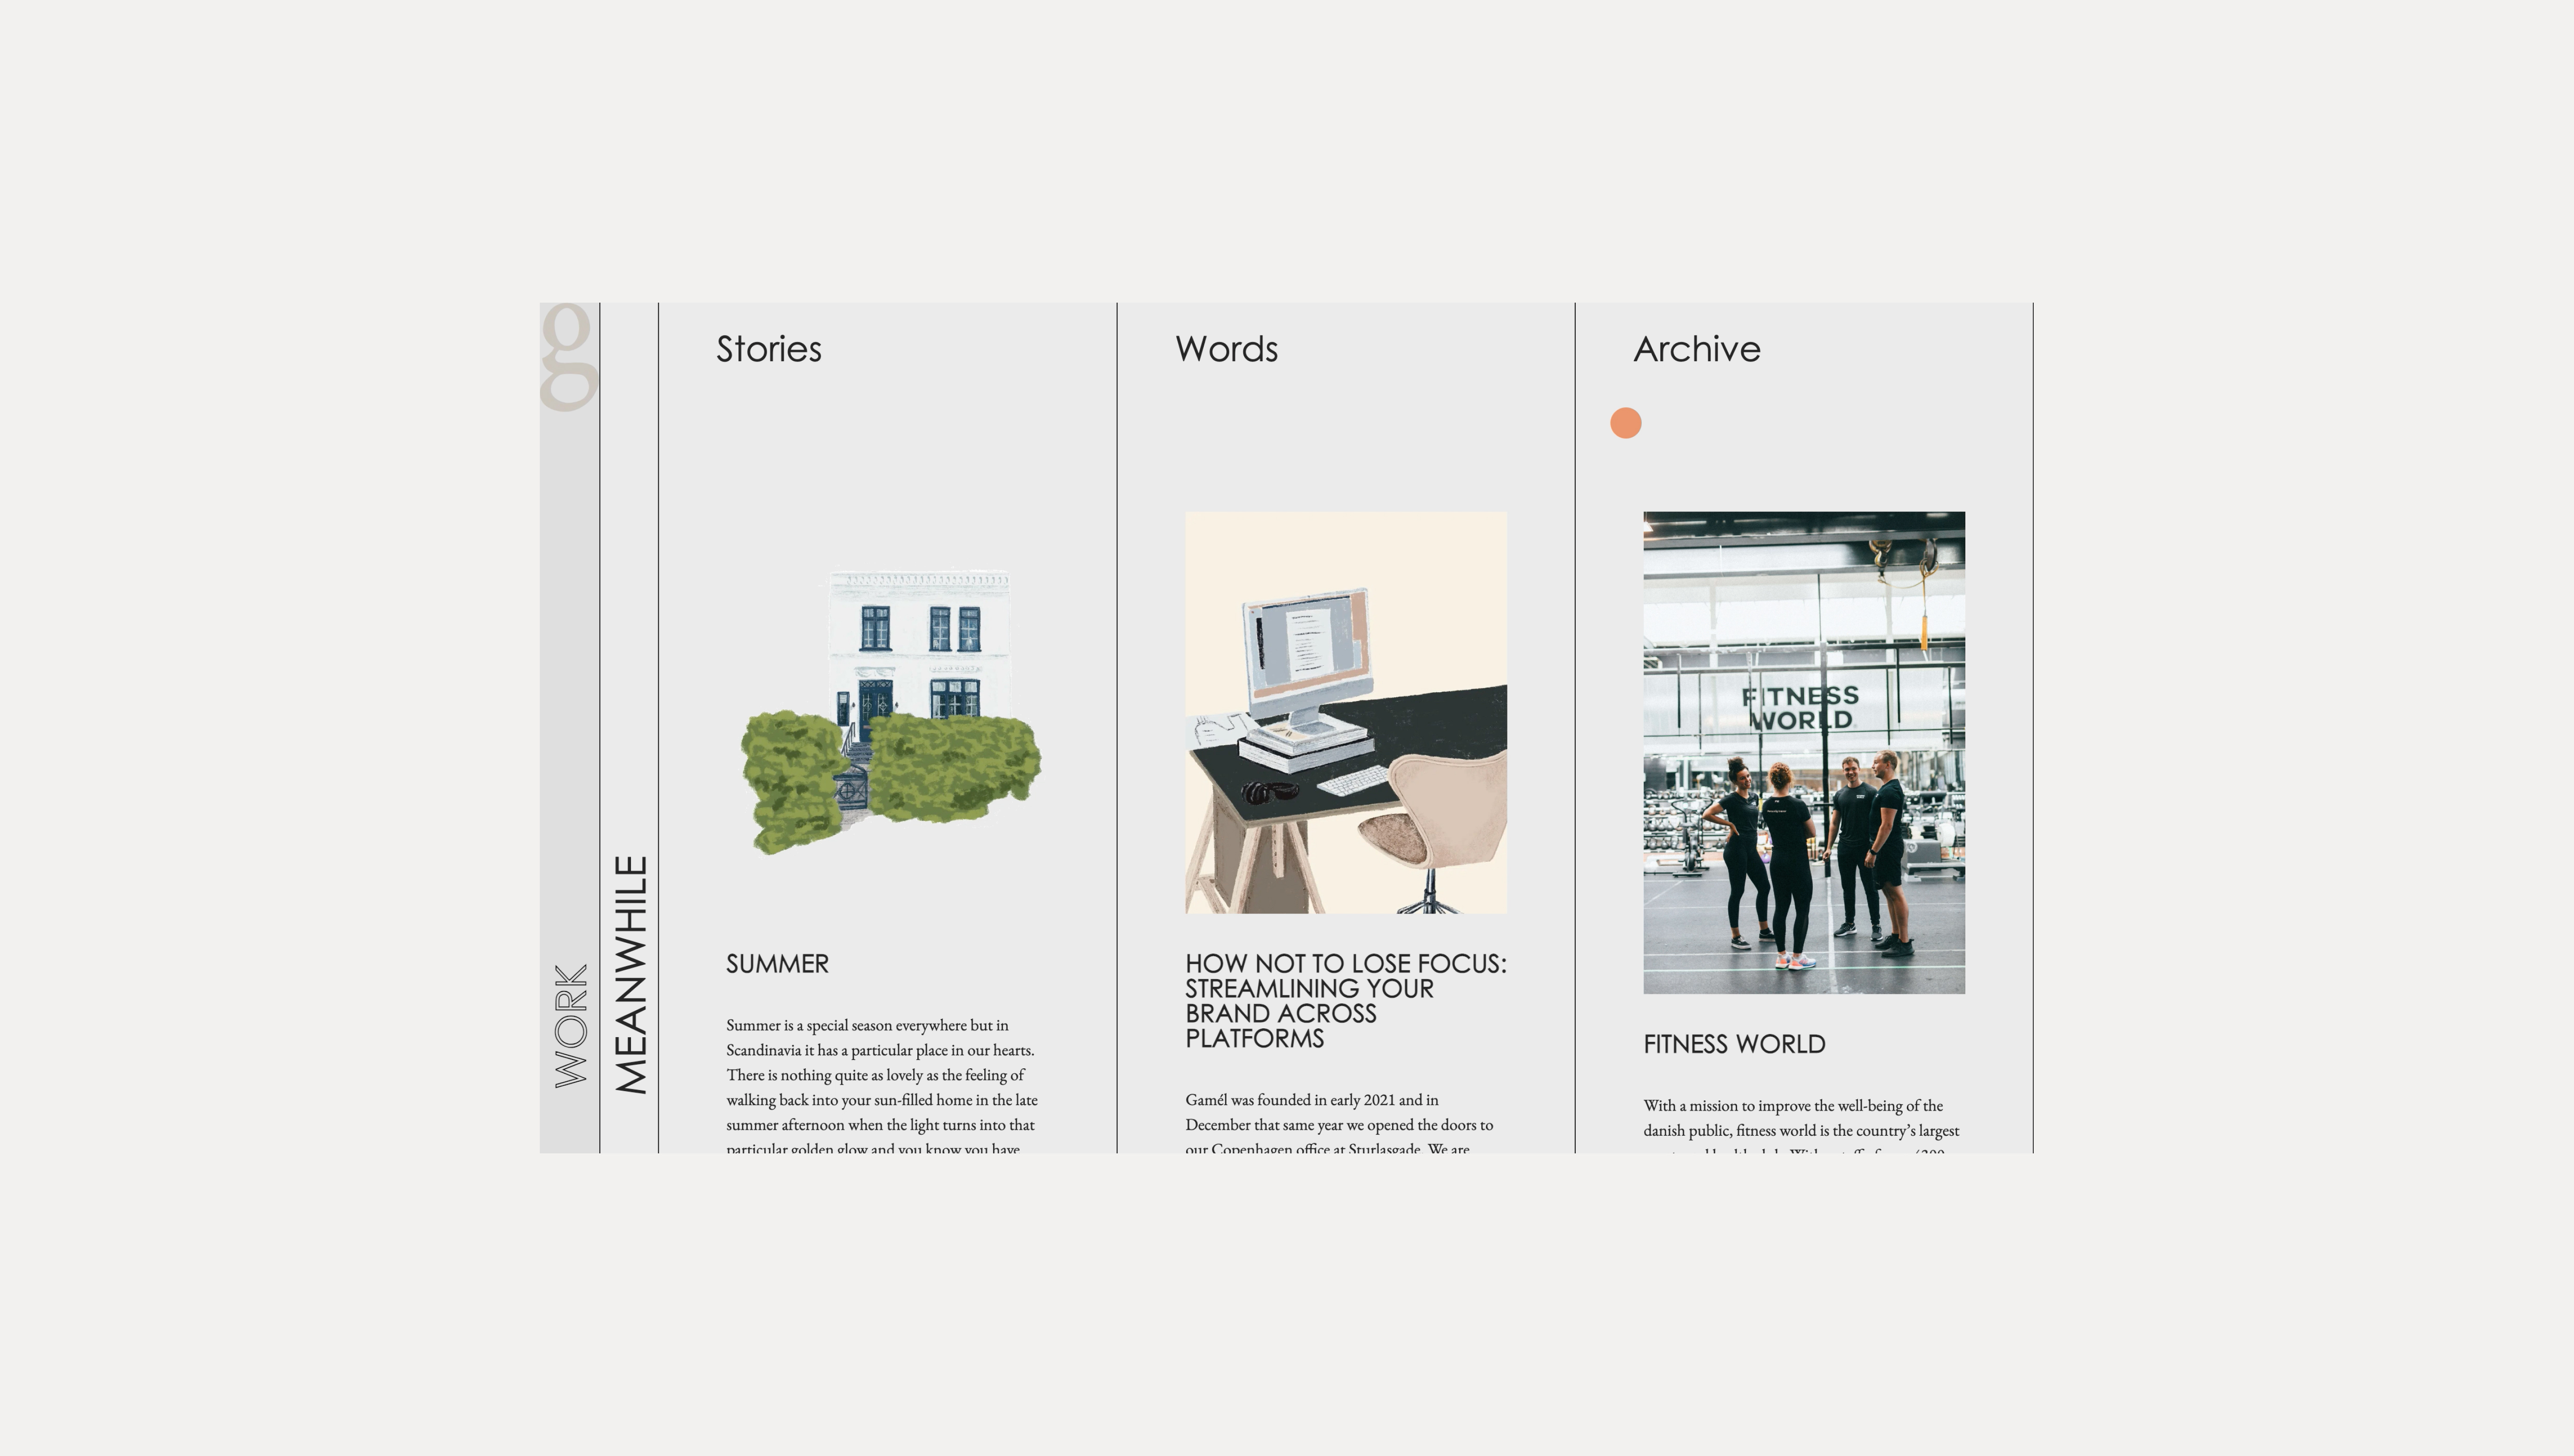 g
WORK
MEANWHILE
Stories
SUMMER
Summer is a special season everywhere but in
Scandinavia it has a particular place in our hearts.
There is nothing quite as lovely as the feeling of
walking back into your sun-filled home in the late
summer afternoon when the light turns into that
particular golden glow and you know you have
Words
HOW NOT TO LOSE FOCUS:
STREAMLINING YOUR
BRAND ACROSS
PLATFORMS
Gamél was founded in early 2021 and in
December that same year we opened the doors to
our Copenhagen office at Sturlasgade. We are
Archive
FITNESS
WORLD
FITNESS WORLD
With a mission to improve the well-being of the
danish public, fitness world is the country’s largest